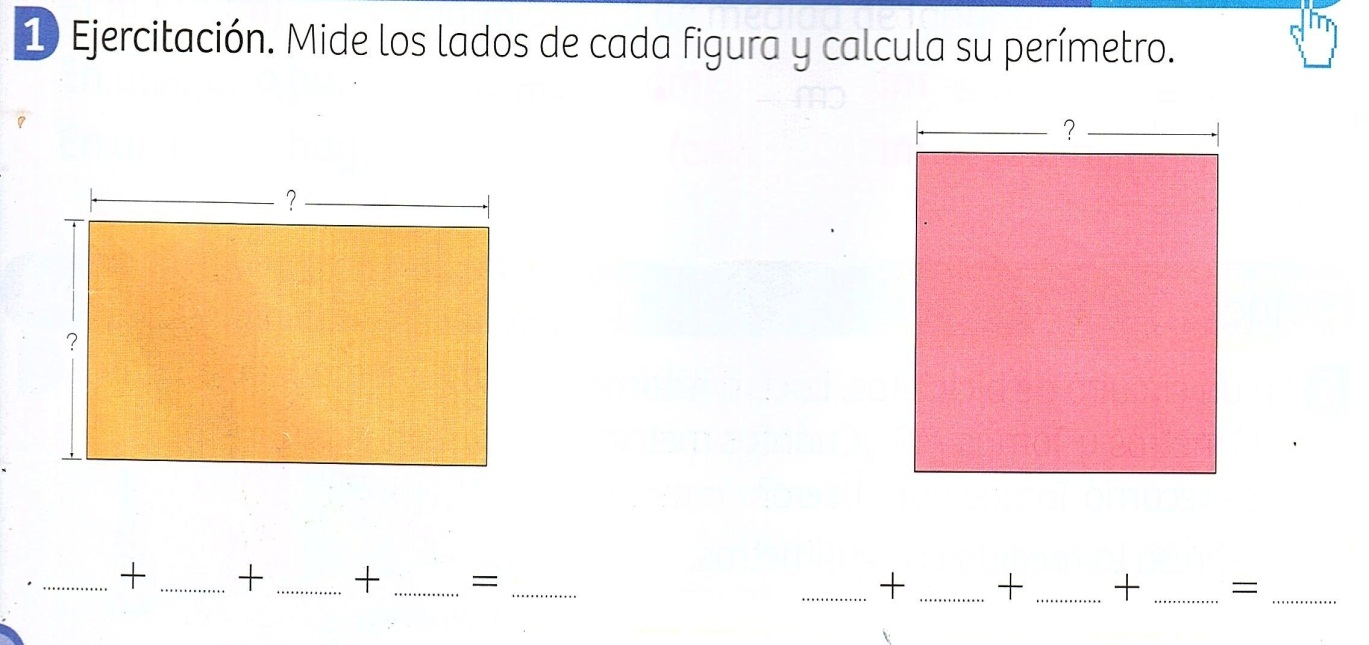 1 Ejercitación. Mide los lados de cada figura y calcula su perímetro.
?
?
?
+ + + =
+ + + =